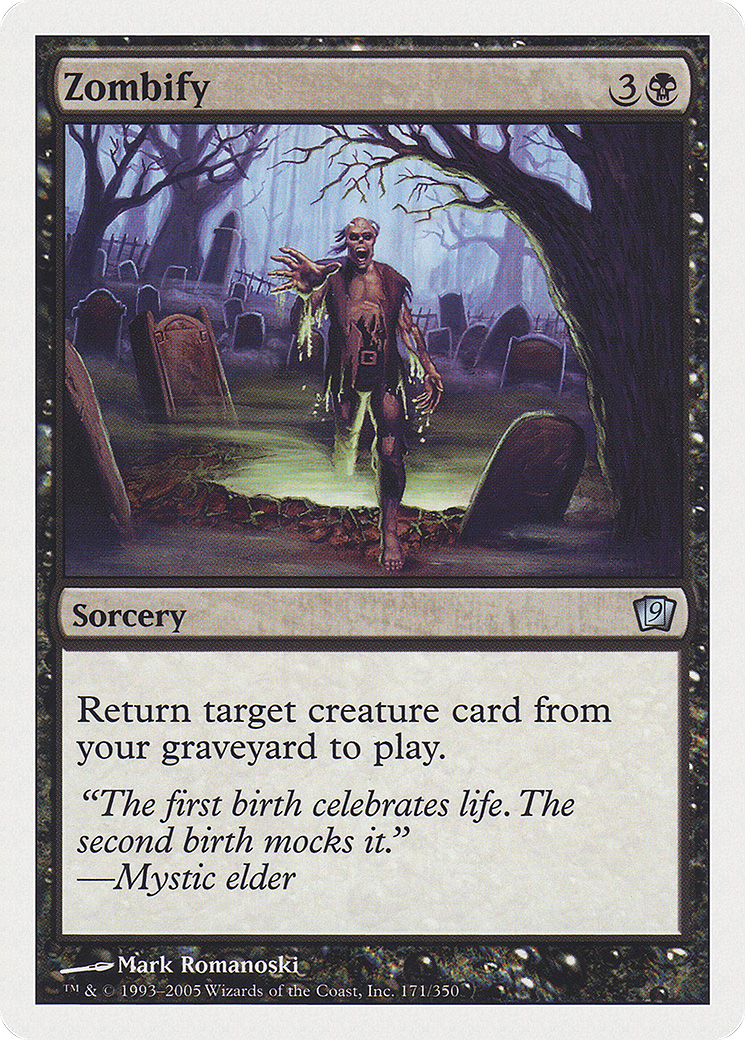 Zombify 3
Sorcery 9
Return target creature card from
your graveyard to play.
“The first birth celebrates life. The
second birth mocks it.”
—Mystic elder
Mark Romanoski
™ & © 1993–2005 Wizards of the Coast, Inc. 171/350